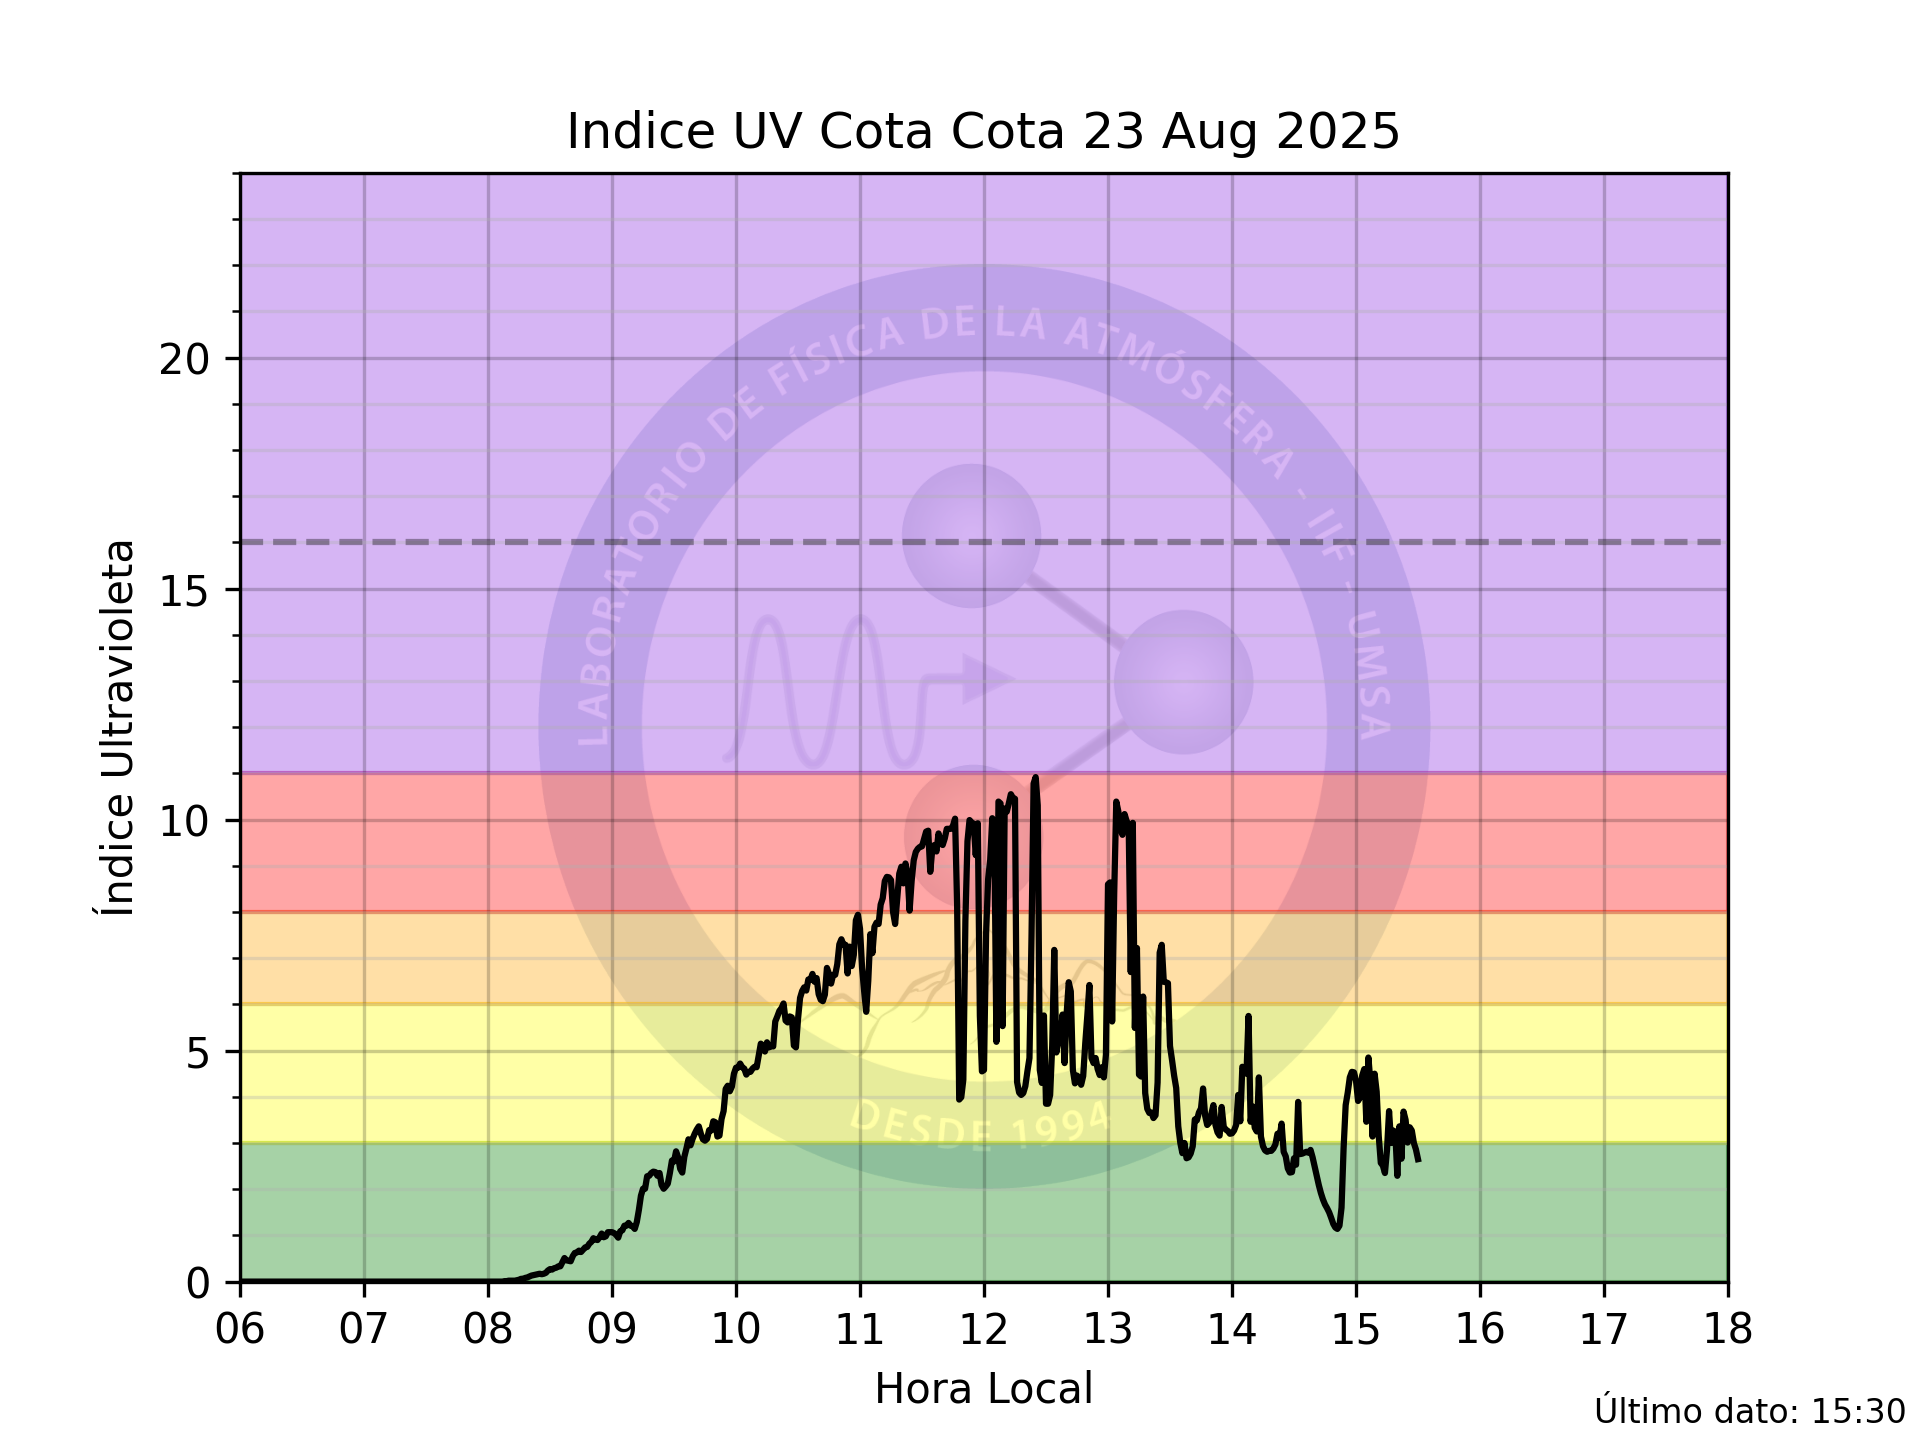 Indice UV Cota Cota 23 Aug 2025
LABORATORIO DE FÍSICA DE LA ATMÓSFERA - IIF - UMSA
DESDE 1994
Índice Ultravioleta
20
15
10
5
0
06 07 08 09 10 11 12 13 14 15 16 17 18
Hora Local
Último dato: 15:30